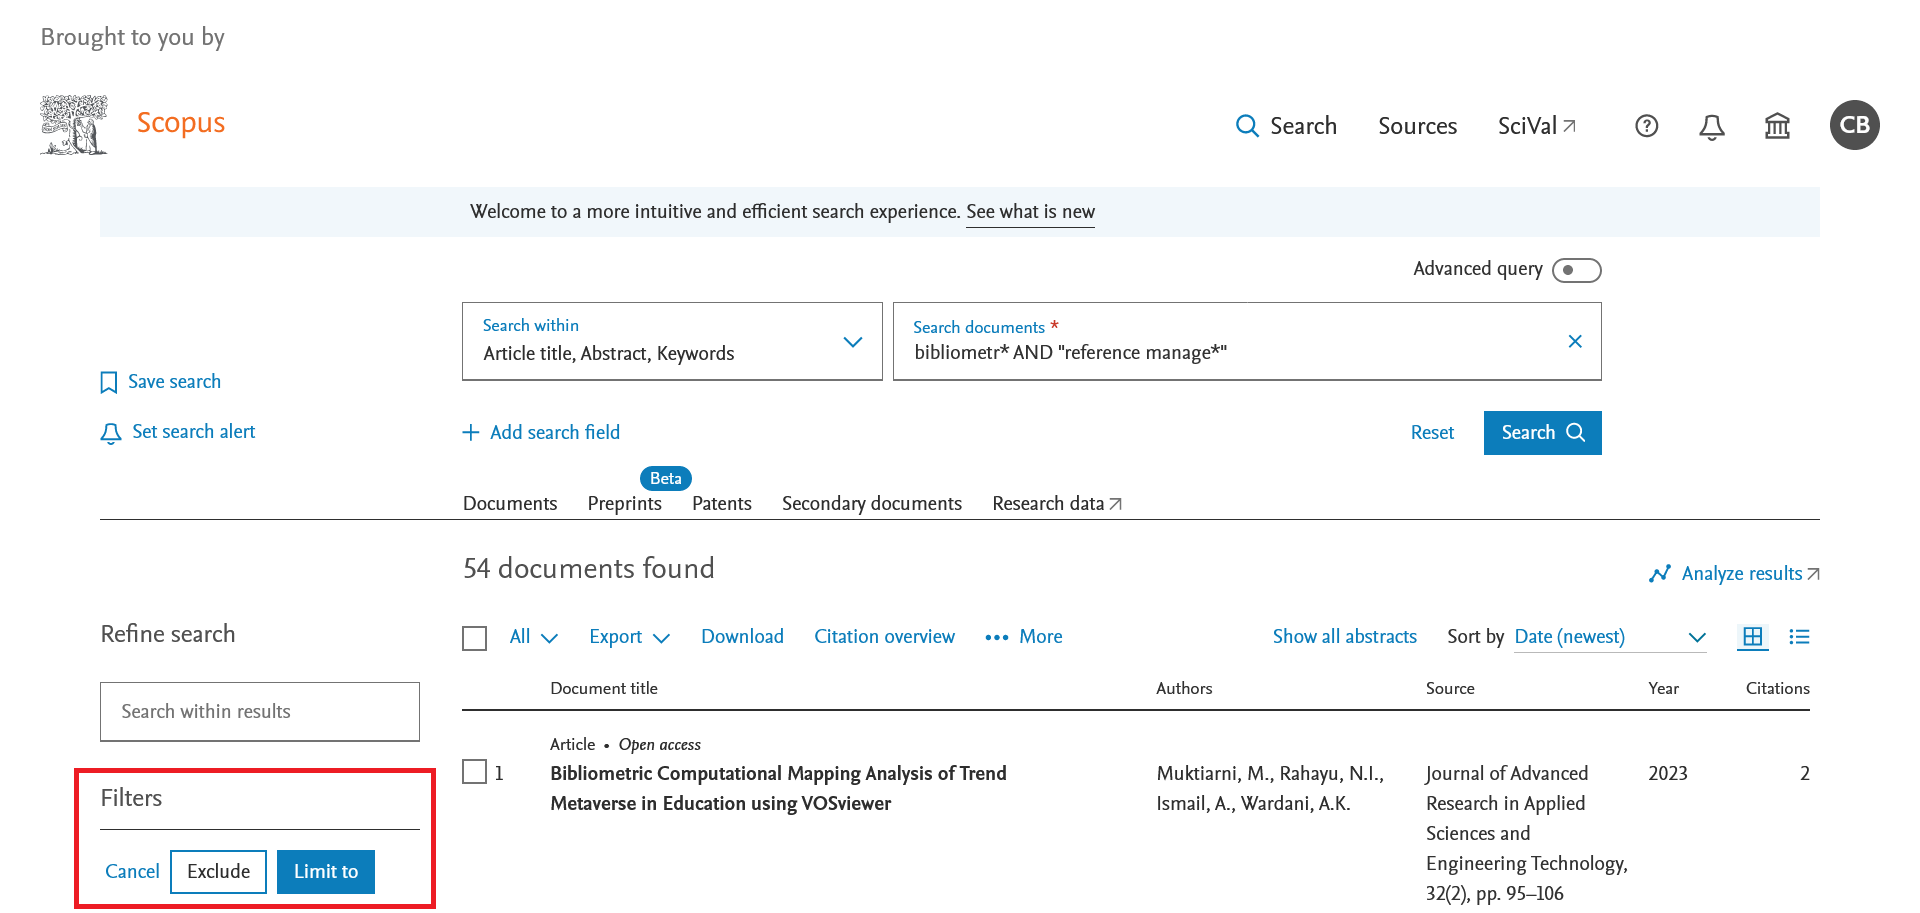 Brought to you by
Scopus
Search Sources SciVal CB
Welcome to a more intuitive and efficient search experience. See what is new
Advanced query
Search within
Article title, Abstract, Keywords
Search documents *
bibliometr* AND "reference manage*"
Save search
Set search alert
Add search field
Reset Search
Beta
Documents Preprints Patents Secondary documents Research data
54 documents found
Analyze results
Refine search
All Export Download Citation overview More Show all abstracts Sort by Date (newest)
Document title Authors Source Year Citations
Search within results
Article • Open access
1 Bibliometric Computational Mapping Analysis of Trend Muktiarni, M., Rahayu, N.I., Journal of Advanced 2023 2
Metaverse in Education using VOSviewer Ismail, A., Wardani, A.K. Research in Applied
Sciences and
Engineering Technology,
32(2), pp. 95–106
Filters
Cancel Exclude Limit to